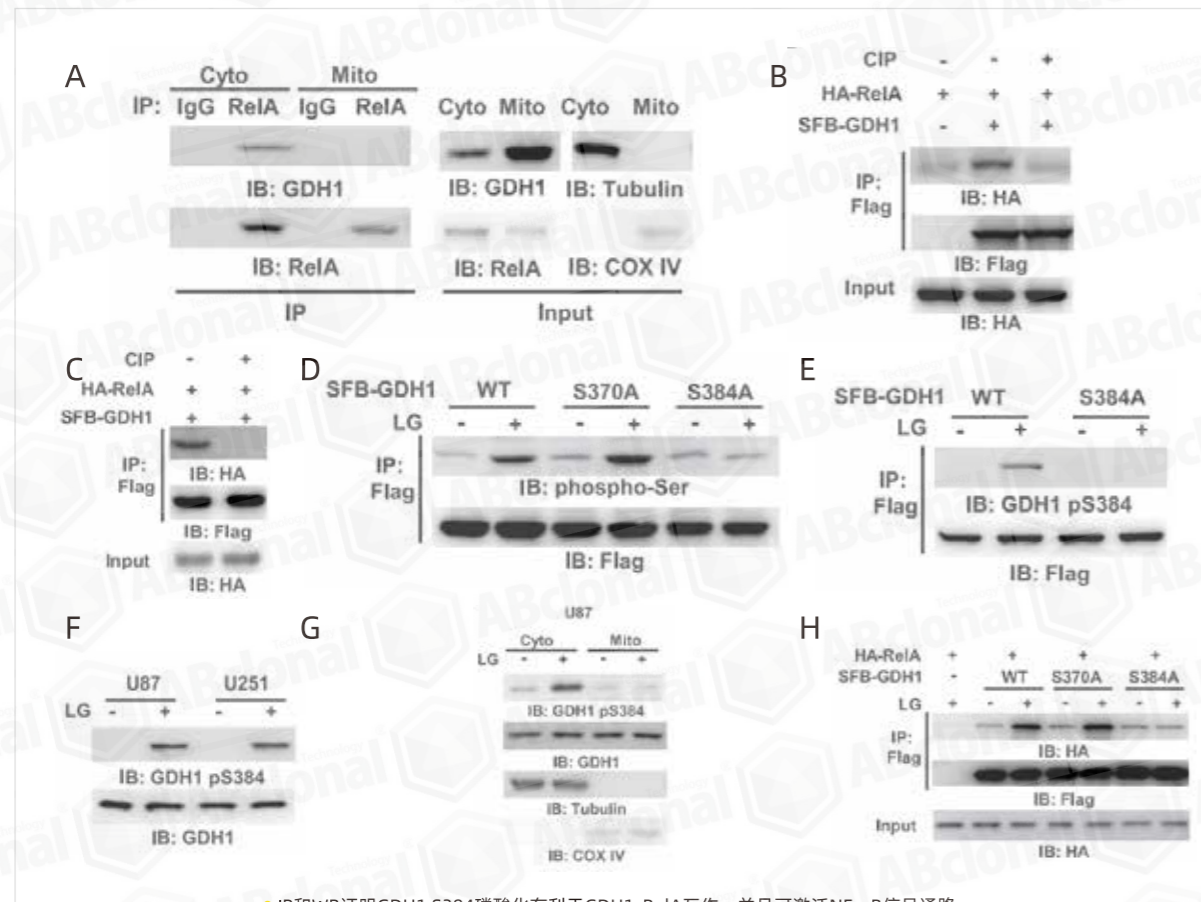 A
Cyto Mito
IP: IgG RelA IgG RelA
IB: GDH1
IB: RelA
IP
Cyto Mito Cyto Mito
IB: GDH1 IB: Tubulin
IB: RelA IB: COX IV
Input
B
CIP - - +
HA-RelA + + +
SFB-GDH1 - + +
IP:
Flag
IB: HA
IB: Flag
Input
IB: HA
C
CIP - +
HA-RelA + +
SFB-GDH1 + +
IP:
Flag
IB: HA
IB: Flag
Input
IB: HA
D
SFB-GDH1 WT S370A S384A
LG - + - + - +
IP:
Flag
IB: phospho-Ser
IB: Flag
E
SFB-GDH1 WT S384A
LG - + - +
IP:
Flag
IB: GDH1 pS384
IB: Flag
F
U87 U251
LG - + - +
IB: GDH1 pS384
IB: GDH1
G
U87
Cyto Mito
LG - + - +
IB: GDH1 pS384
IB: GDH1
IB: Tubulin
IB: COX IV
H
HA-RelA + + + +
SFB-GDH1 - WT S370A S384A
LG + - + - + - +
IP:
Flag
IB: HA
IB: Flag
Input
IB: HA